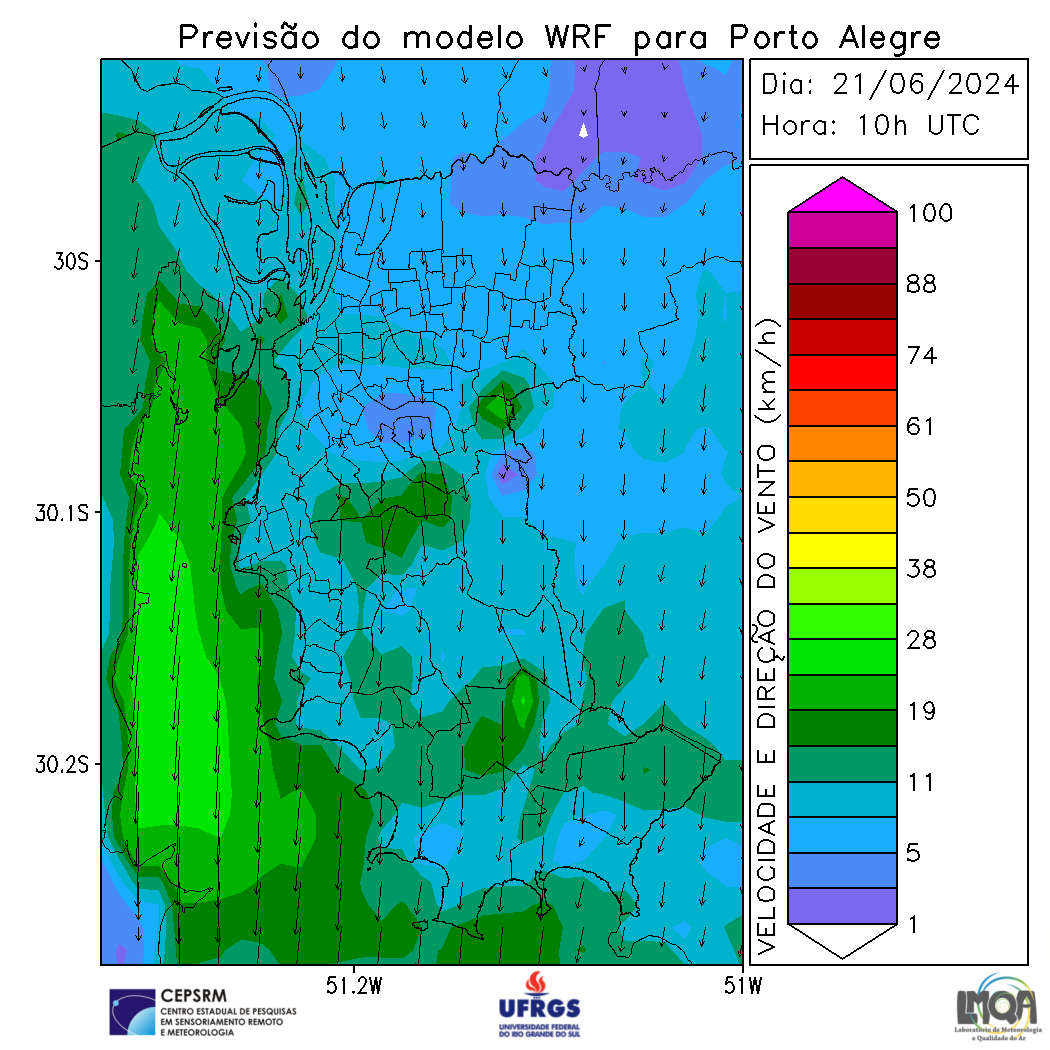 Previsão do modelo WRF para Porto Alegre
Dia: 21/06/2024
Hora: 10h UTC
30S
30.1S
30.2S
51.2W
51W
VELOCIDADE E DIREÇÃO DO VENTO (km/h)
100
88
74
61
50
38
28
19
11
5
1
CEPSRM
CENTRO ESTADUAL DE PESQUISAS
EM SENSORIAMENTO REMOTO
E METEOROLOGIA
UFRGS
UNIVERSIDADE FEDERAL
DO RIO GRANDE DO SUL
LMQA
Laboratório de Meteorologia
e Qualidade do Ar